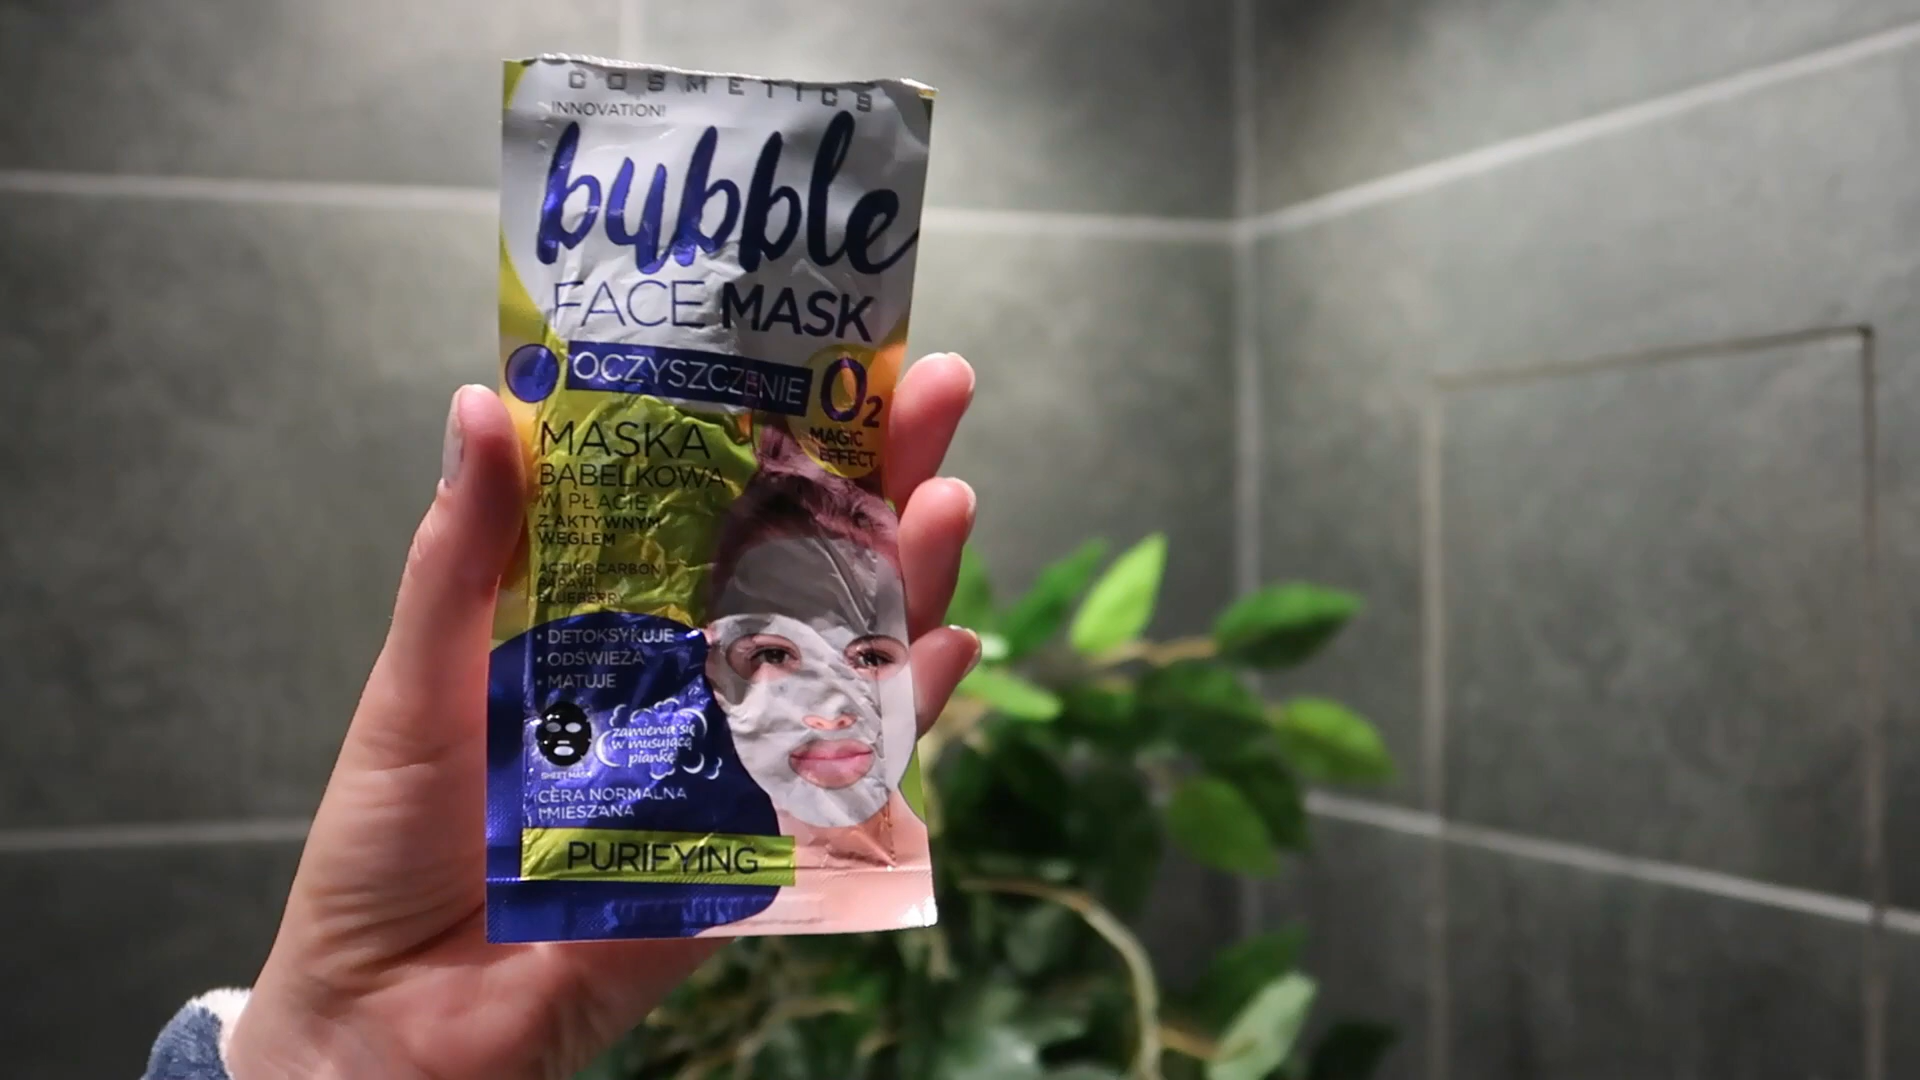 COSMETICS
INNOVATION!
bubble
FACE MASK
OCZYSZCZENIE
O2
MAGIC
EFFECT
MASKA
BĄBELKOWA
W PŁACIE
Z AKTYWNYM
WĘGLEM
ACTIVE CARBON
PAPAYA
BLUEBERRY
• DETOKSYKUJE
• ODŚWIEŻA
• MATUJE
zamienia się
w musującą
piankę
SHEET MASK
CERA NORMALNA
I MIESZANA
PURIFYING